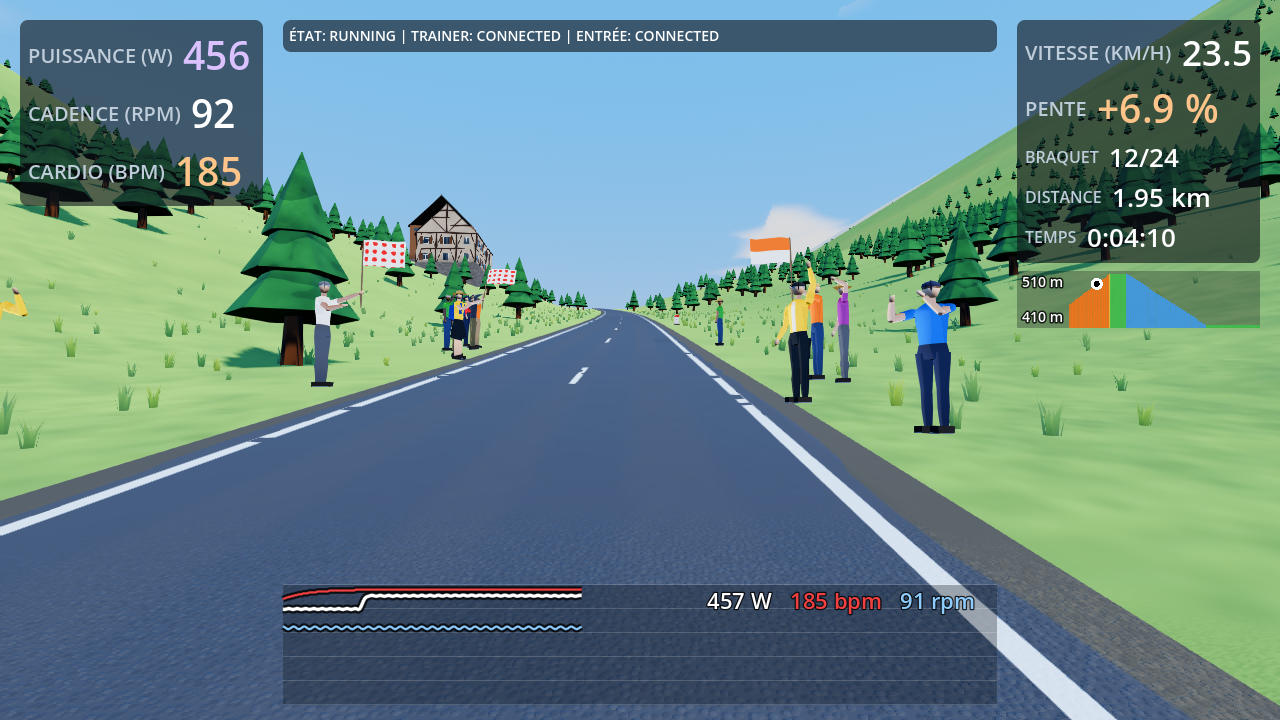 PUISSANCE (W) 456
CADENCE (RPM) 92
CARDIO (BPM) 185
ÉTAT: RUNNING | TRAINER: CONNECTED | ENTRÉE: CONNECTED
VITESSE (KM/H) 23.5
PENTE +6.9 %
BRAQUET 12/24
DISTANCE 1.95 km
TEMPS 0:04:10
510 m
410 m
457 W 185 bpm 91 rpm